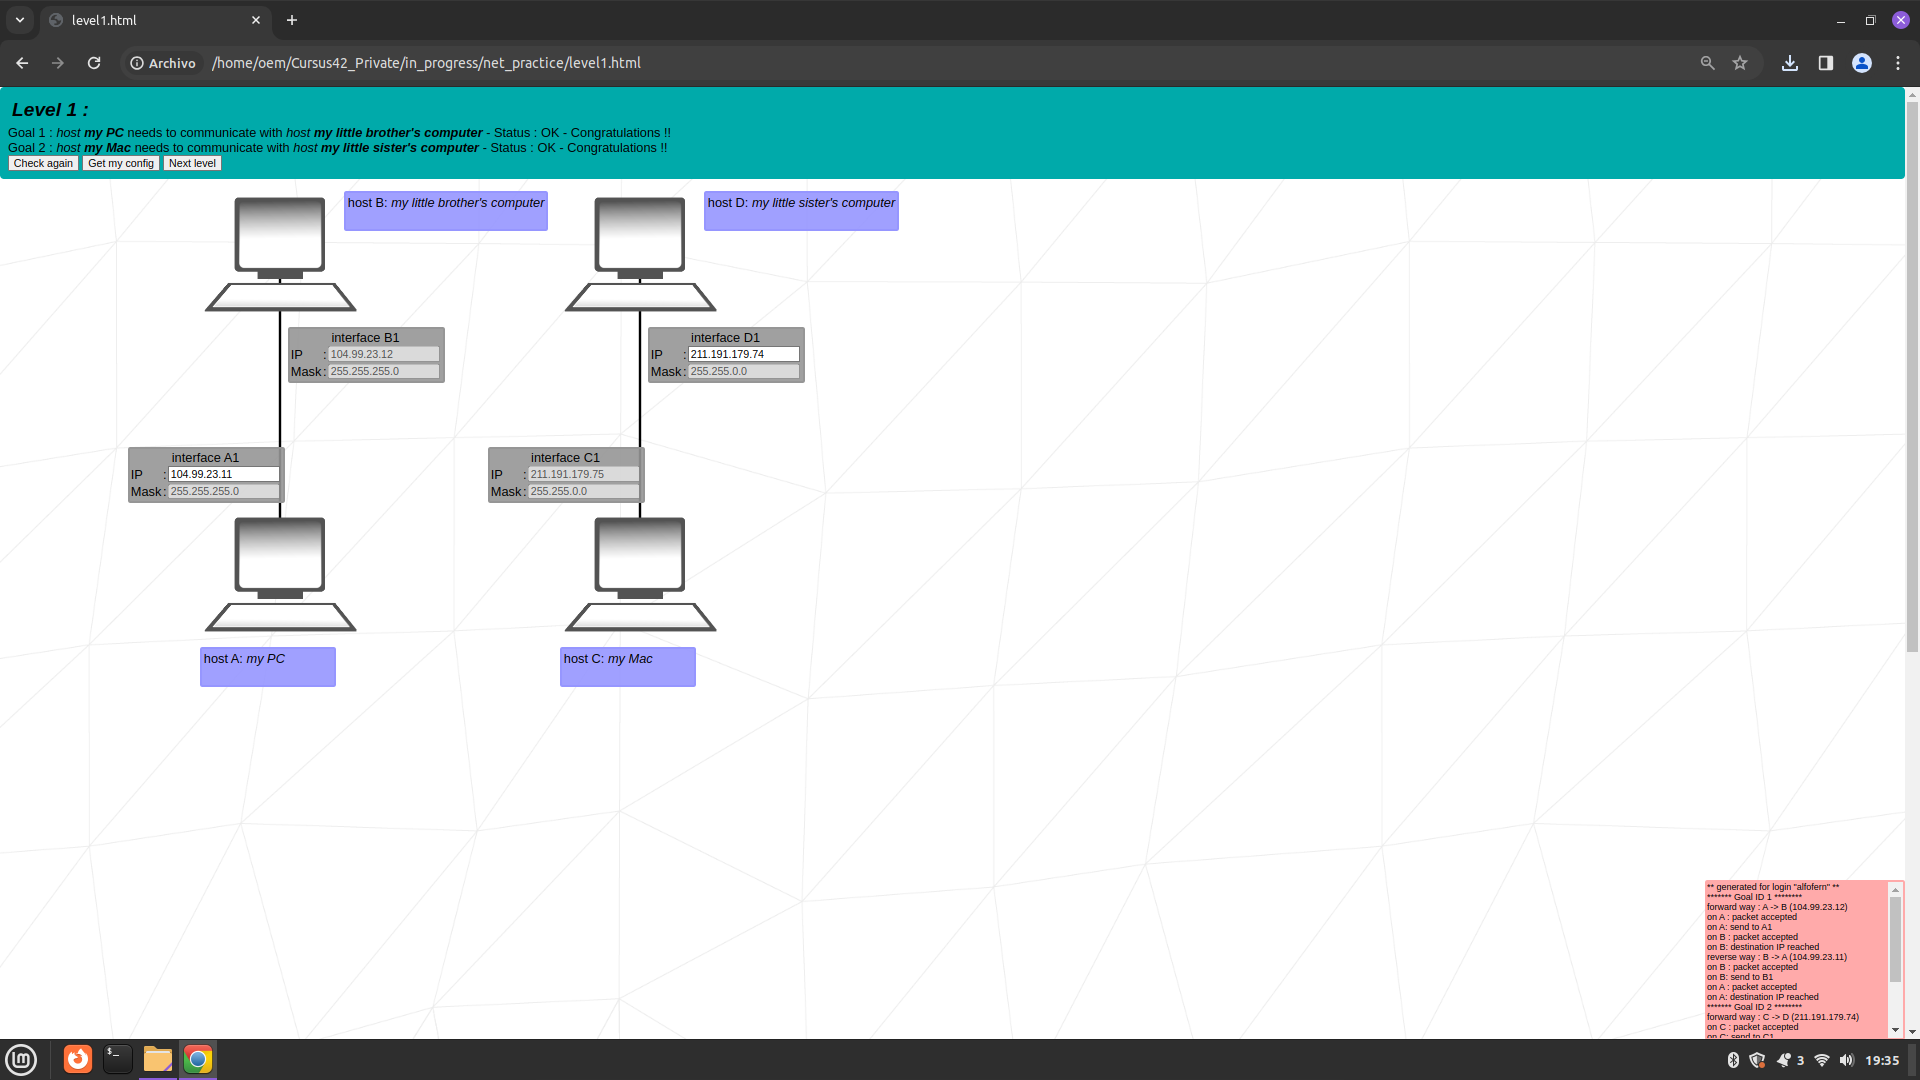 level1.html
Archivo
/home/oem/Cursus42_Private/in_progress/net_practice/level1.html
Level 1 :
Goal 1 : host my PC needs to communicate with host my little brother's computer - Status : OK - Congratulations !!
Goal 2 : host my Mac needs to communicate with host my little sister's computer - Status : OK - Congratulations !!
Check again Get my config Next level
host B: my little brother's computer
host D: my little sister's computer
interface B1
IP : 104.99.23.12
Mask : 255.255.255.0
interface D1
IP : 211.191.179.74
Mask : 255.255.0.0
interface A1
IP : 104.99.23.11
Mask : 255.255.255.0
interface C1
IP : 211.191.179.75
Mask : 255.255.0.0
host A: my PC
host C: my Mac
** generated for login "alfofern" **
******* Goal ID 1 ********
forward way : A -> B (104.99.23.12)
on A : packet accepted
on A: send to A1
on B : packet accepted
on B: destination IP reached
reverse way : B -> A (104.99.23.11)
on B : packet accepted
on B: send to B1
on A : packet accepted
on A: destination IP reached
******* Goal ID 2 ********
forward way : C -> D (211.191.179.74)
on C : packet accepted
on C: send to C1
3
19:35